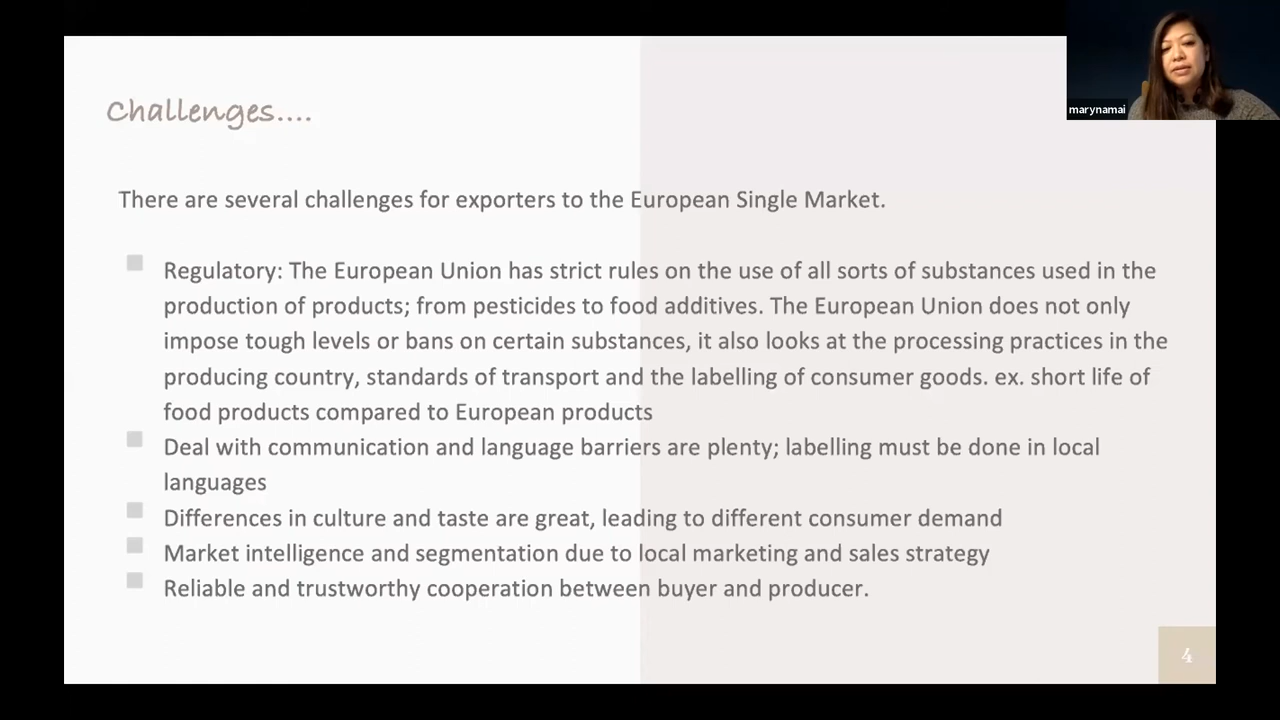 marynamai
Challenges....
There are several challenges for exporters to the European Single Market.
Regulatory: The European Union has strict rules on the use of all sorts of substances used in the
production of products; from pesticides to food additives. The European Union does not only
impose tough levels or bans on certain substances, it also looks at the processing practices in the
producing country, standards of transport and the labelling of consumer goods. ex. short life of
food products compared to European products
Deal with communication and language barriers are plenty; labelling must be done in local
languages
Differences in culture and taste are great, leading to different consumer demand
Market intelligence and segmentation due to local marketing and sales strategy
Reliable and trustworthy cooperation between buyer and producer.
4